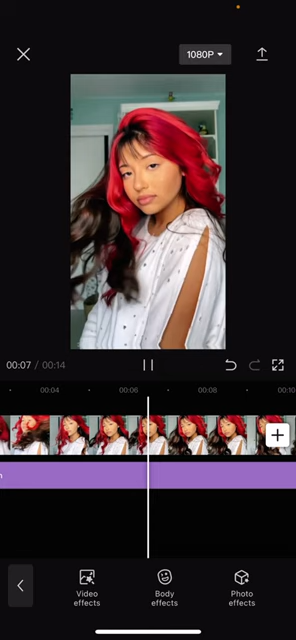 1080P
00:07 / 00:14
00:04 00:06 00:08 00:10
Video effects
Body effects
Photo effects